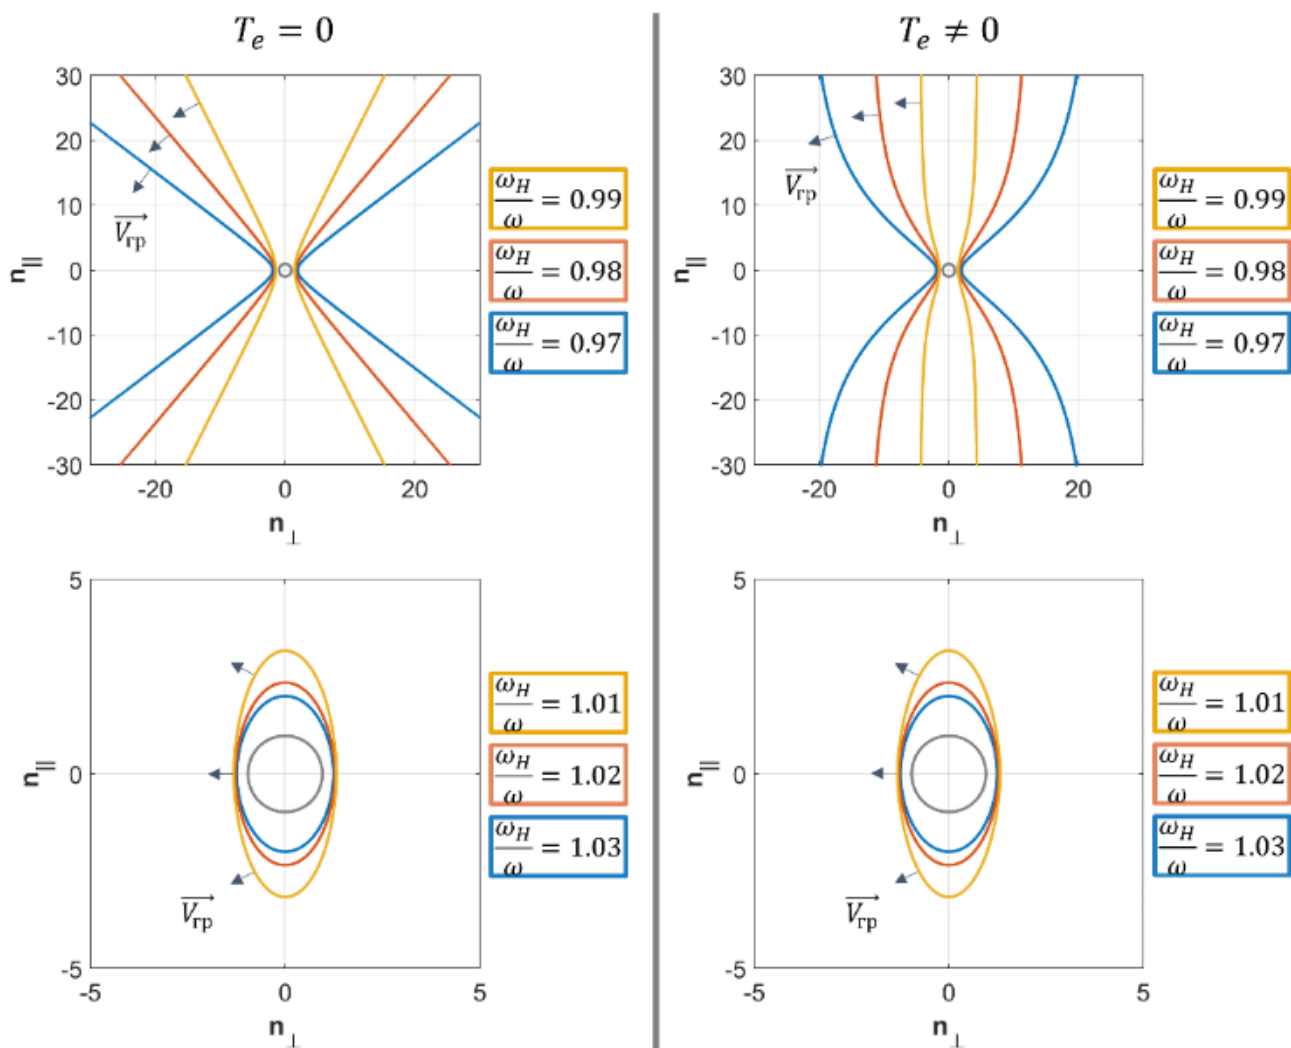 T_e = 0
T_e ≠ 0
30
20
10
0
-10
-20
-30
-20
0
20
n_∥
n_⊥
V_гр
ω_H/ω = 0.99
ω_H/ω = 0.98
ω_H/ω = 0.97
30
20
10
0
-10
-20
-30
-20
0
20
n_∥
n_⊥
V_гр
ω_H/ω = 0.99
ω_H/ω = 0.98
ω_H/ω = 0.97
5
0
-5
-5
0
5
n_∥
n_⊥
V_гр
ω_H/ω = 1.01
ω_H/ω = 1.02
ω_H/ω = 1.03
5
0
-5
-5
0
5
n_∥
n_⊥
V_гр
ω_H/ω = 1.01
ω_H/ω = 1.02
ω_H/ω = 1.03